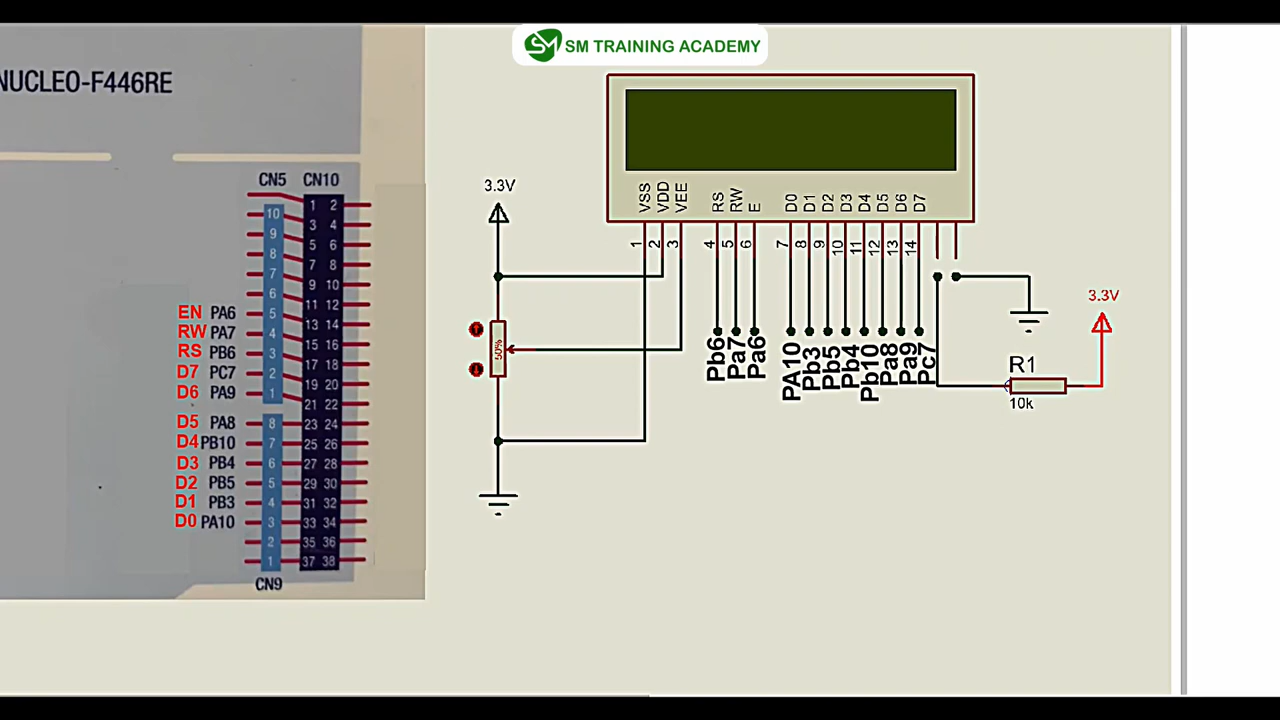 SM SM TRAINING ACADEMY
NUCLEO-F446RE
CN5 CN10
1 2
10 3 4
9 5 6
8 7 8
7 9 10
6 11 12
EN PA6 5 13 14
RW PA7 4 15 16
RS PB6 3 17 18
D7 PC7 2 19 20
D6 PA9 1 21 22
D5 PA8 8 23 24
D4 PB10 7 25 26
D3 PB4 6 27 28
D2 PB5 5 29 30
D1 PB3 4 31 32
D0 PA10 3 33 34
2 35 36
1 37 38
CN9
3.3V
50%
VSS VDD VEE RS RW E D0 D1 D2 D3 D4 D5 D6 D7
1 2 3 4 5 6 7 8 9 10 11 12 13 14
Pb6 Pa7 Pa6 PA10 Pb3 Pb5 Pb4 Pb10 Pa8 Pa9 Pc7
3.3V
R1
10k